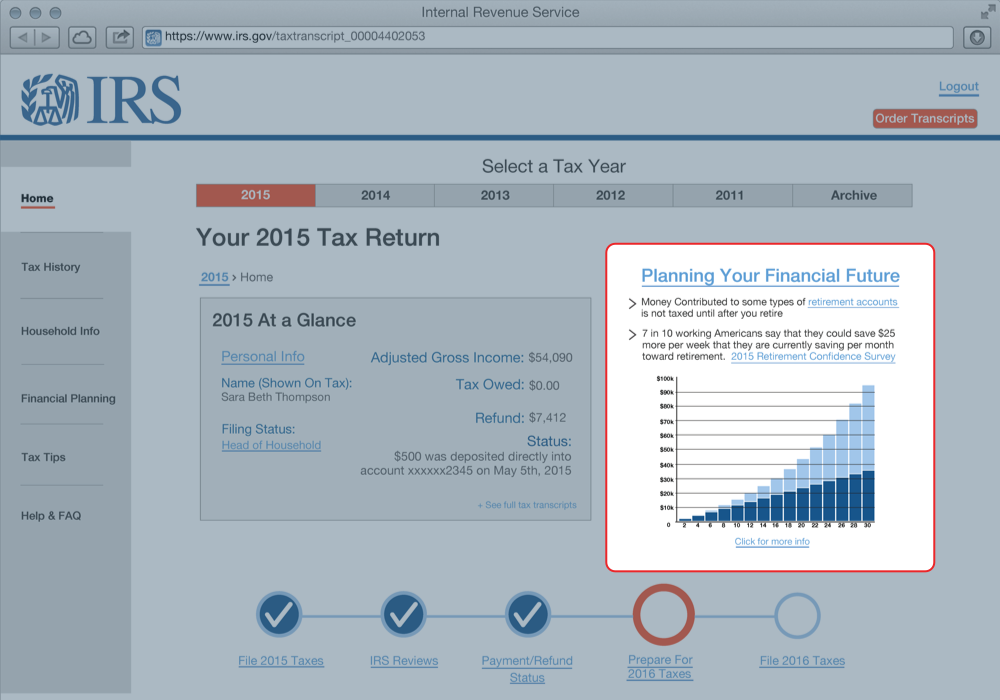 Internal Revenue Service
https://www.irs.gov/taxtranscript_00004402053
IRS
Logout
Order Transcripts
Select a Tax Year
2015 2014 2013 2012 2011 Archive
Home
Tax History
Household Info
Financial Planning
Tax Tips
Help & FAQ
Your 2015 Tax Return
2015 › Home
2015 At a Glance
Personal Info
Name (Shown On Tax):
Sara Beth Thompson
Filing Status:
Head of Household
Adjusted Gross Income: $54,090
Tax Owed: $0.00
Refund: $7,412
Status:
$500 was deposited directly into
account xxxxxx2345 on May 5th, 2015
+ See full tax transcripts
Planning Your Financial Future
Money Contributed to some types of retirement accounts
is not taxed until after you retire
7 in 10 working Americans say that they could save $25
more per week that they are currently saving per month
toward retirement. 2015 Retirement Confidence Survey
$100k
$90k
$80k
$70k
$60k
$50k
$40k
$30k
$20k
$10k
0 2 4 6 8 10 12 14 16 18 20 22 24 26 28 30
Click for more info
File 2015 Taxes
IRS Reviews
Payment/Refund
Status
Prepare For
2016 Taxes
File 2016 Taxes